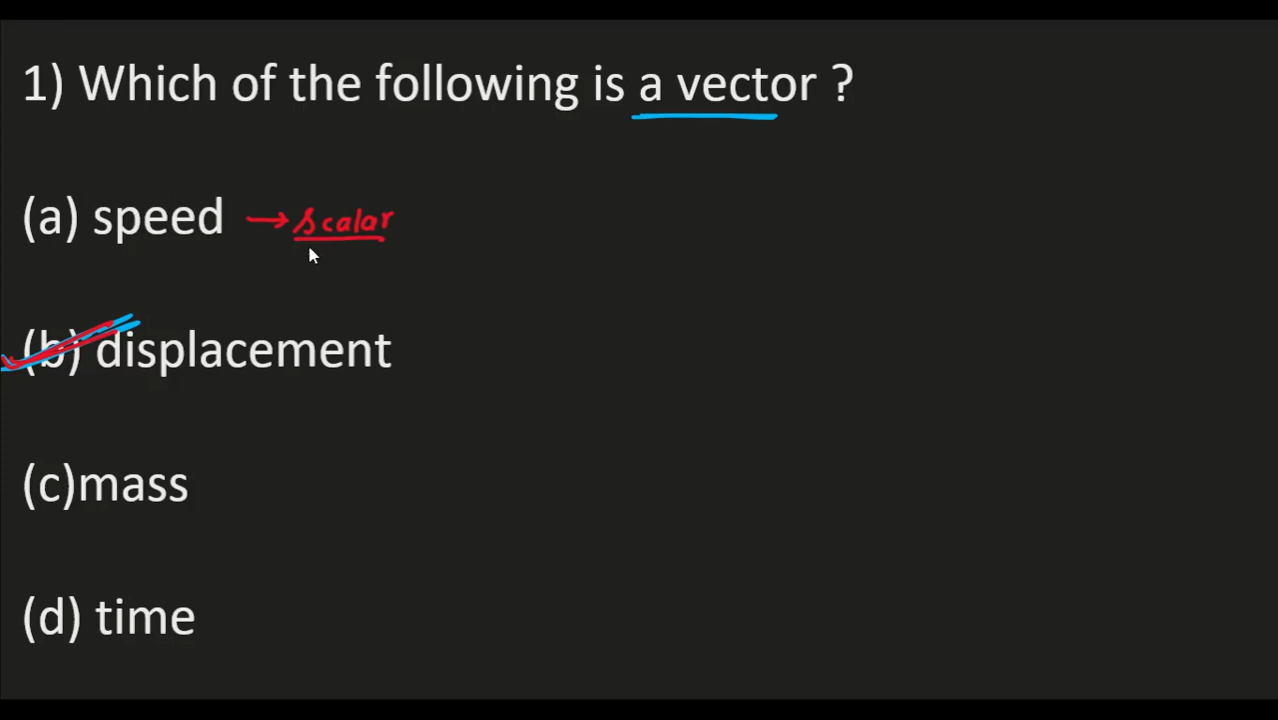 1) Which of the following is a vector ?
(a) speed → scalar
(b) displacement
(c)mass
(d) time